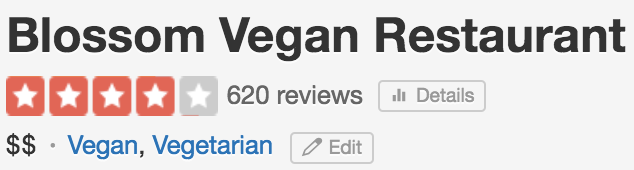 Blossom Vegan Restaurant
620 reviews Details
$$ · Vegan, Vegetarian Edit